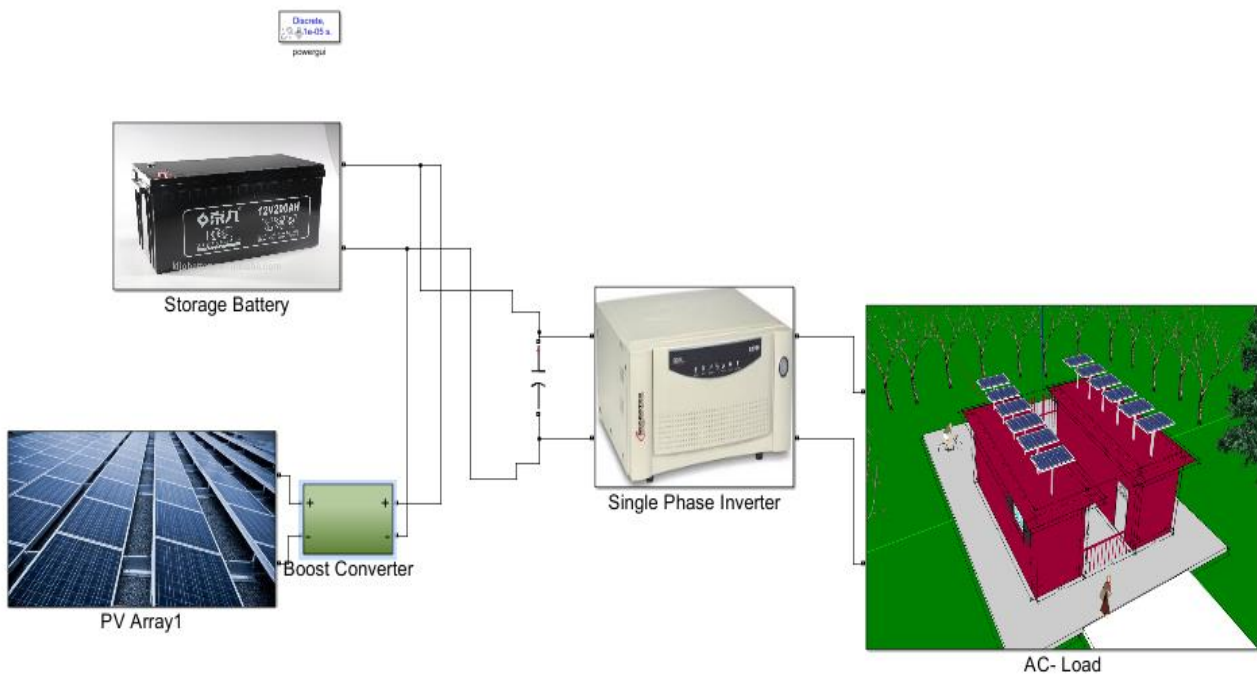 Discrete,
1e-05 s.
powergui
12V200AH
Storage Battery
+ +
- -
Boost Converter
PV Array1
Single Phase Inverter
AC- Load